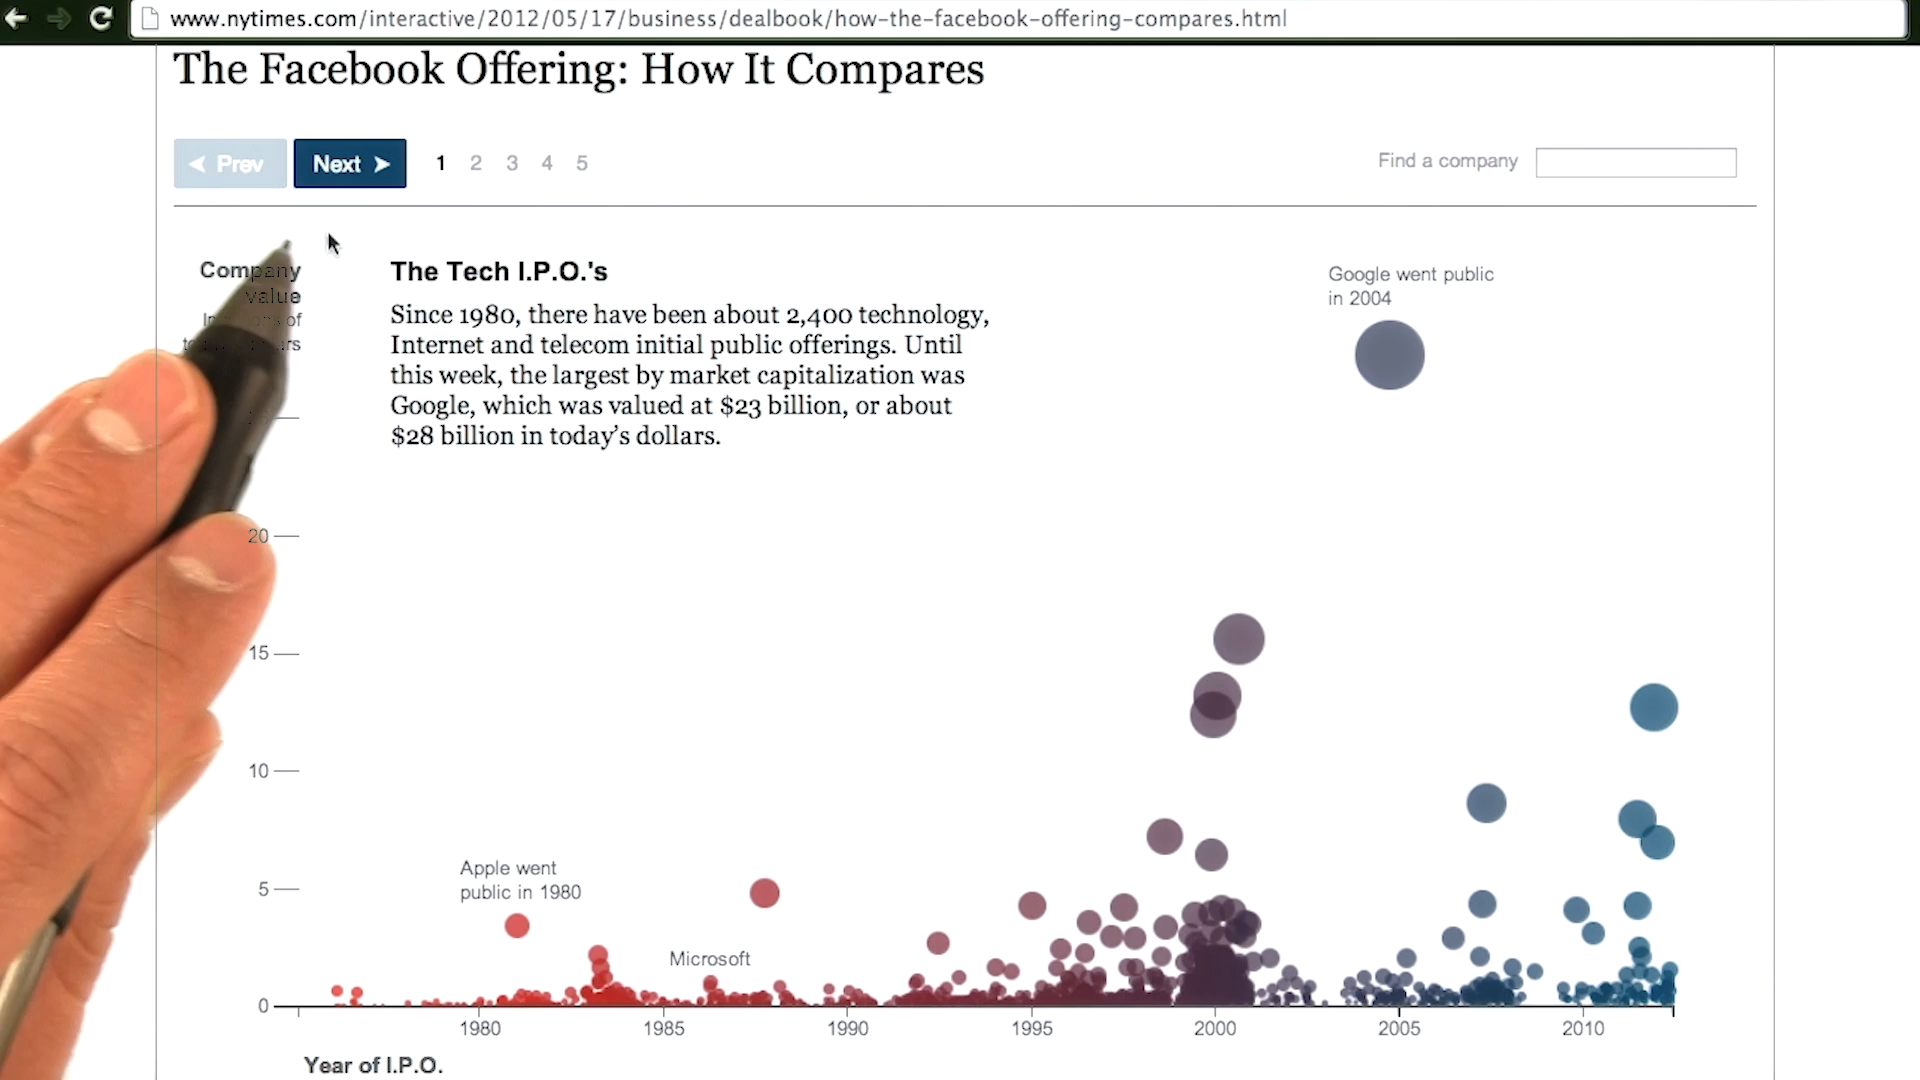 www.nytimes.com/interactive/2012/05/17/business/dealbook/how-the-facebook-offering-compares.html
The Facebook Offering: How It Compares
Prev Next 1 2 3 4 5 Find a company
Company
value
of
The Tech I.P.O.'s
Since 1980, there have been about 2,400 technology,
Internet and telecom initial public offerings. Until
this week, the largest by market capitalization was
Google, which was valued at $23 billion, or about
$28 billion in today's dollars.
Google went public
in 2004
20
15
10
5
0
Apple went
public in 1980
Microsoft
1980 1985 1990 1995 2000 2005 2010
Year of I.P.O.